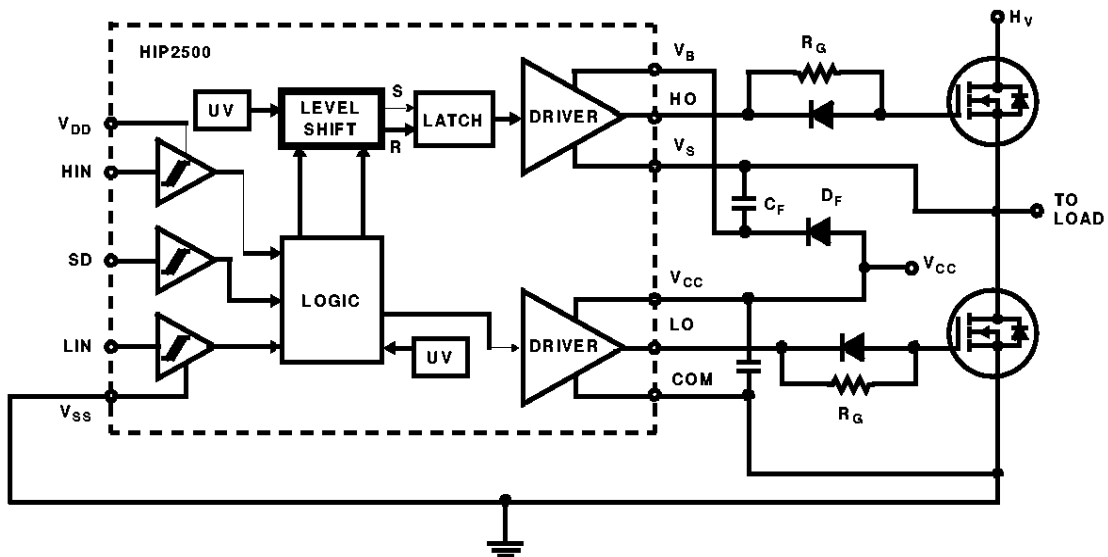 HIP2500
UV
LEVEL
SHIFT
S
R
LATCH
DRIVER
V_B
HO
V_S
R_G
H_V
V_DD
HIN
SD
LIN
V_SS
LOGIC
UV
DRIVER
C_F
D_F
TO
LOAD
V_CC
V_CC
LO
COM
R_G